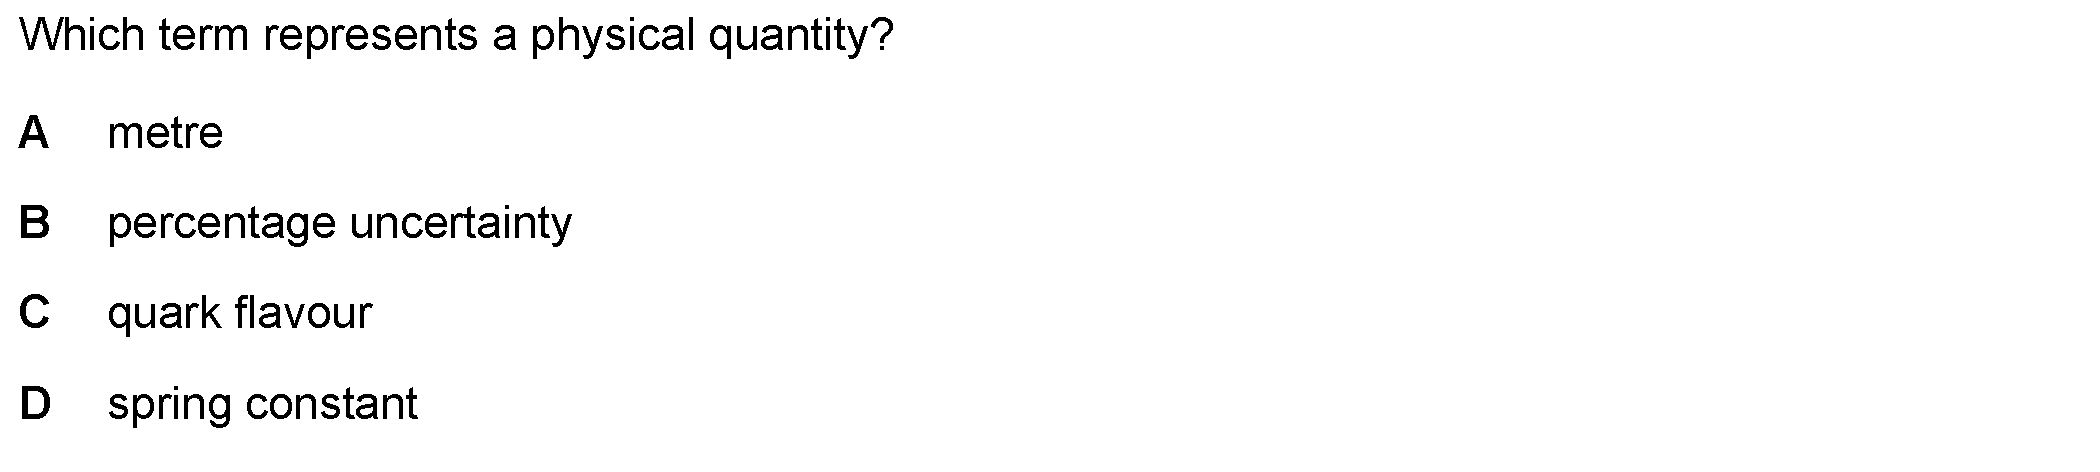 Which term represents a physical quantity?
A metre
B percentage uncertainty
C quark flavour
D spring constant